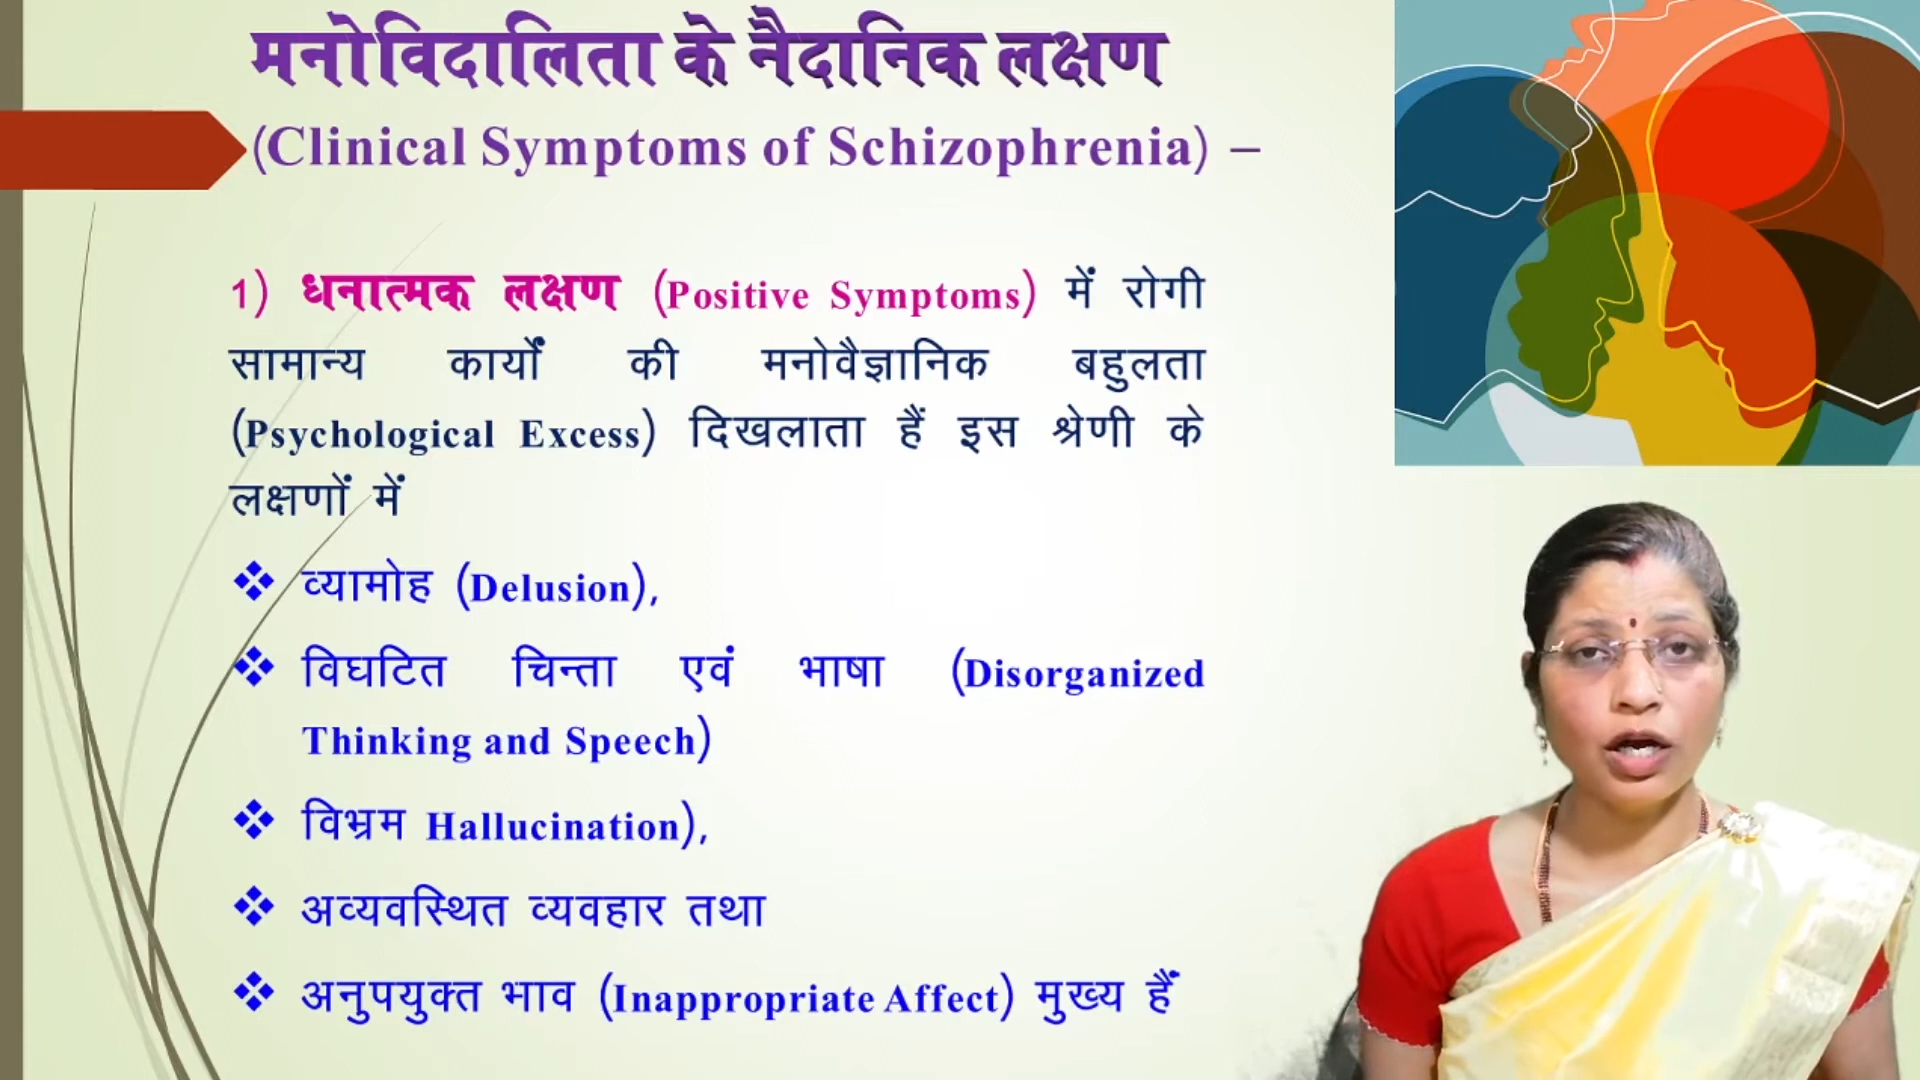 मनोविदालिता के नैदानिक लक्षण
(Clinical Symptoms of Schizophrenia) –
1) धनात्मक लक्षण (Positive Symptoms) में रोगी
सामान्य कार्यों की मनोवैज्ञानिक बहुलता
(Psychological Excess) दिखलाता हैं इस श्रेणी के
लक्षणों में
❖ व्यामोह (Delusion),
❖ विघटित चिन्ता एवं भाषा (Disorganized
Thinking and Speech)
❖ विभ्रम Hallucination),
❖ अव्यवस्थित व्यवहार तथा
❖ अनुपयुक्त भाव (Inappropriate Affect) मुख्य हैं